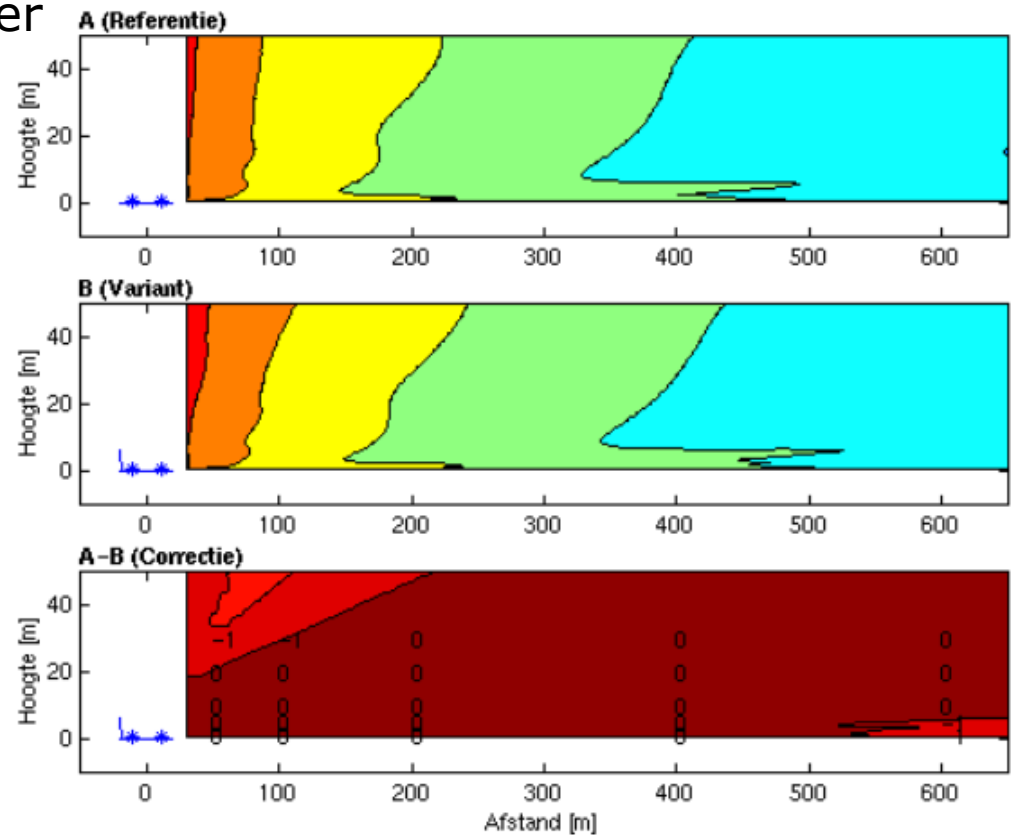 er
A (Referentie)
Hoogte [m]
40
20
0
0 100 200 300 400 500 600
B (Variant)
Hoogte [m]
40
20
0
0 100 200 300 400 500 600
A-B (Correctie)
Hoogte [m]
40
20
0
-1 -1 0 0 0
0 0 0 0 0
0 0 0 0 0
0 0 0 0
0 0 0 0
0 100 200 300 400 500 600
Afstand [m]